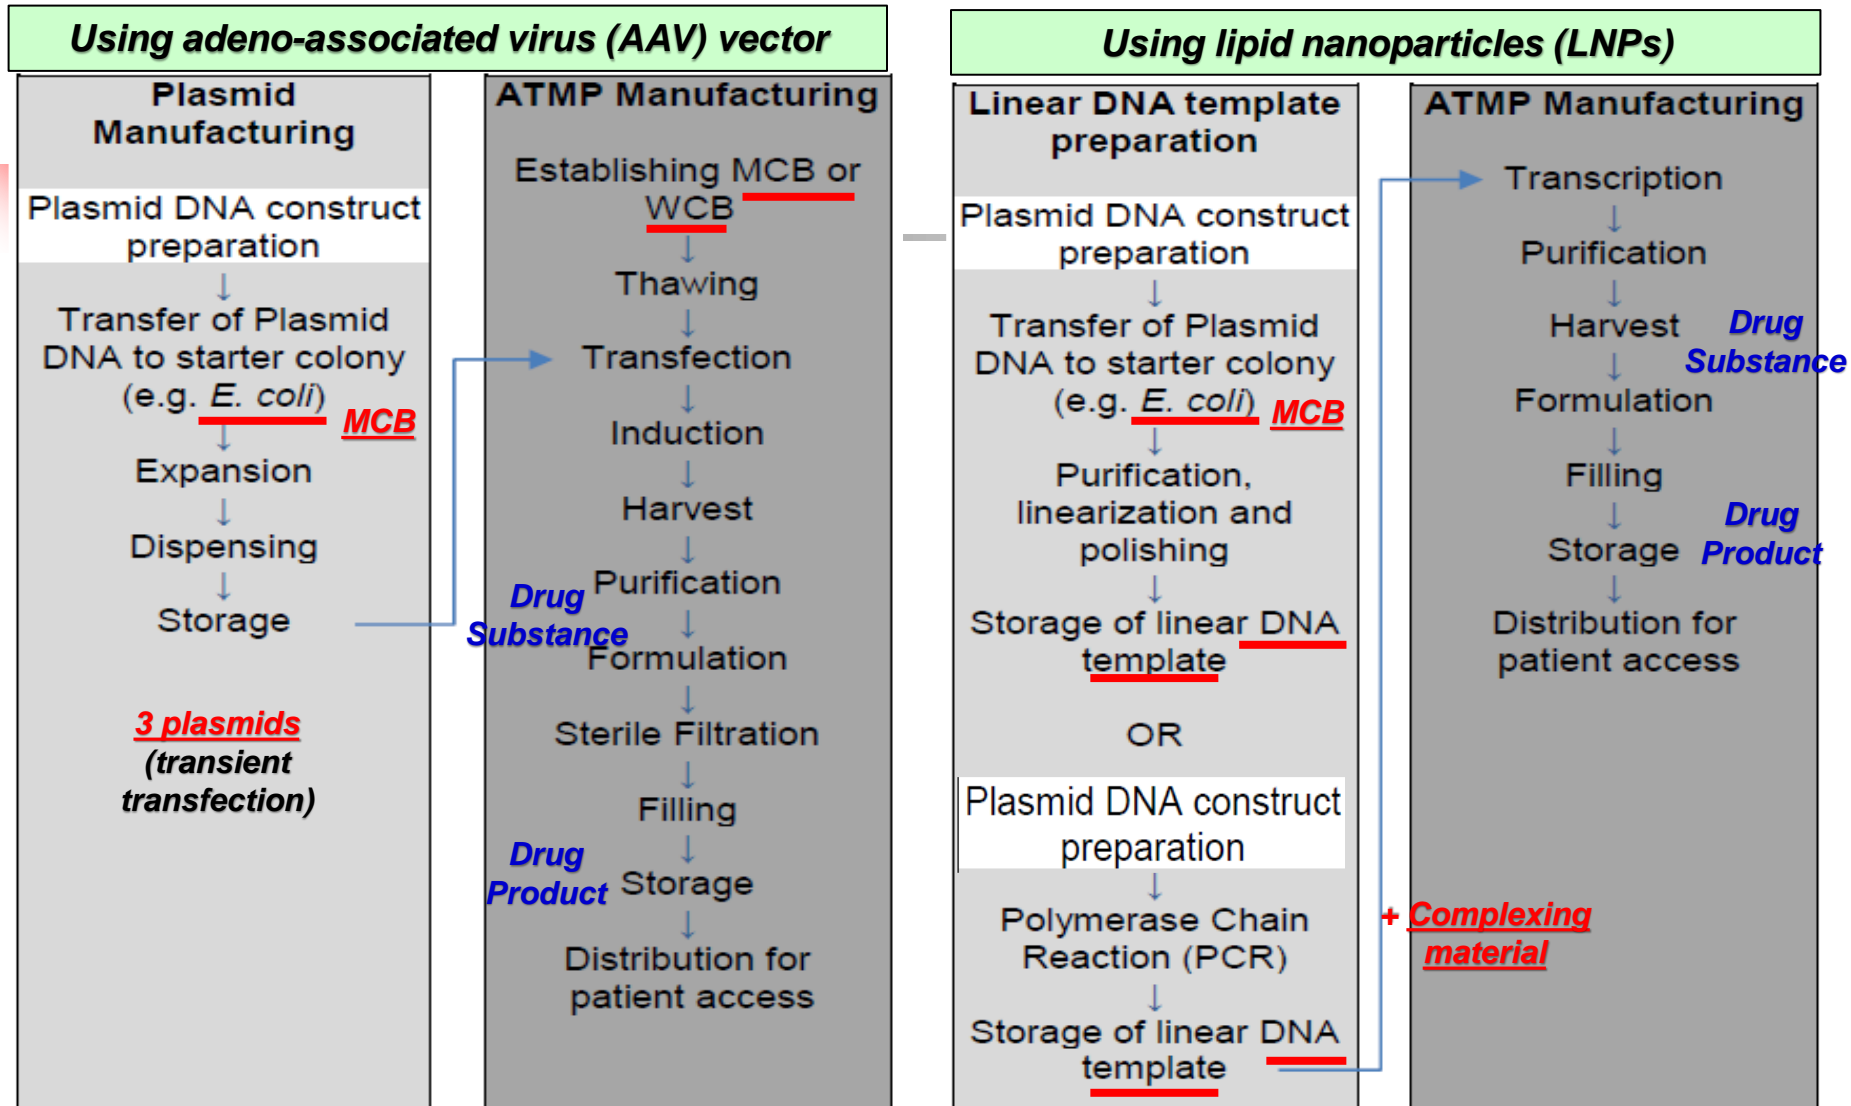 Using adeno-associated virus (AAV) vector
Plasmid
Manufacturing
Plasmid DNA construct
preparation
↓
Transfer of Plasmid
DNA to starter colony
(e.g. E. coli)
MCB
↓
Expansion
↓
Dispensing
↓
Storage
3 plasmids
(transient
transfection)
ATMP Manufacturing
Establishing MCB or
WCB
↓
Thawing
↓
Transfection
↓
Induction
↓
Harvest
↓
Purification
Drug
Substance
↓
Formulation
↓
Sterile Filtration
↓
Filling
↓
Drug
Product
Storage
↓
Distribution for
patient access
Using lipid nanoparticles (LNPs)
Linear DNA template
preparation
Plasmid DNA construct
preparation
↓
Transfer of Plasmid
DNA to starter colony
(e.g. E. coli)
MCB
↓
Purification,
linearization and
polishing
↓
Storage of linear DNA
template
OR
Plasmid DNA construct
preparation
↓
Polymerase Chain
Reaction (PCR)
↓
Storage of linear DNA
template
ATMP Manufacturing
Transcription
↓
Purification
↓
Harvest
Drug
Substance
↓
Formulation
↓
Filling
↓
Storage
Drug
Product
↓
Distribution for
patient access
+ Complexing
material